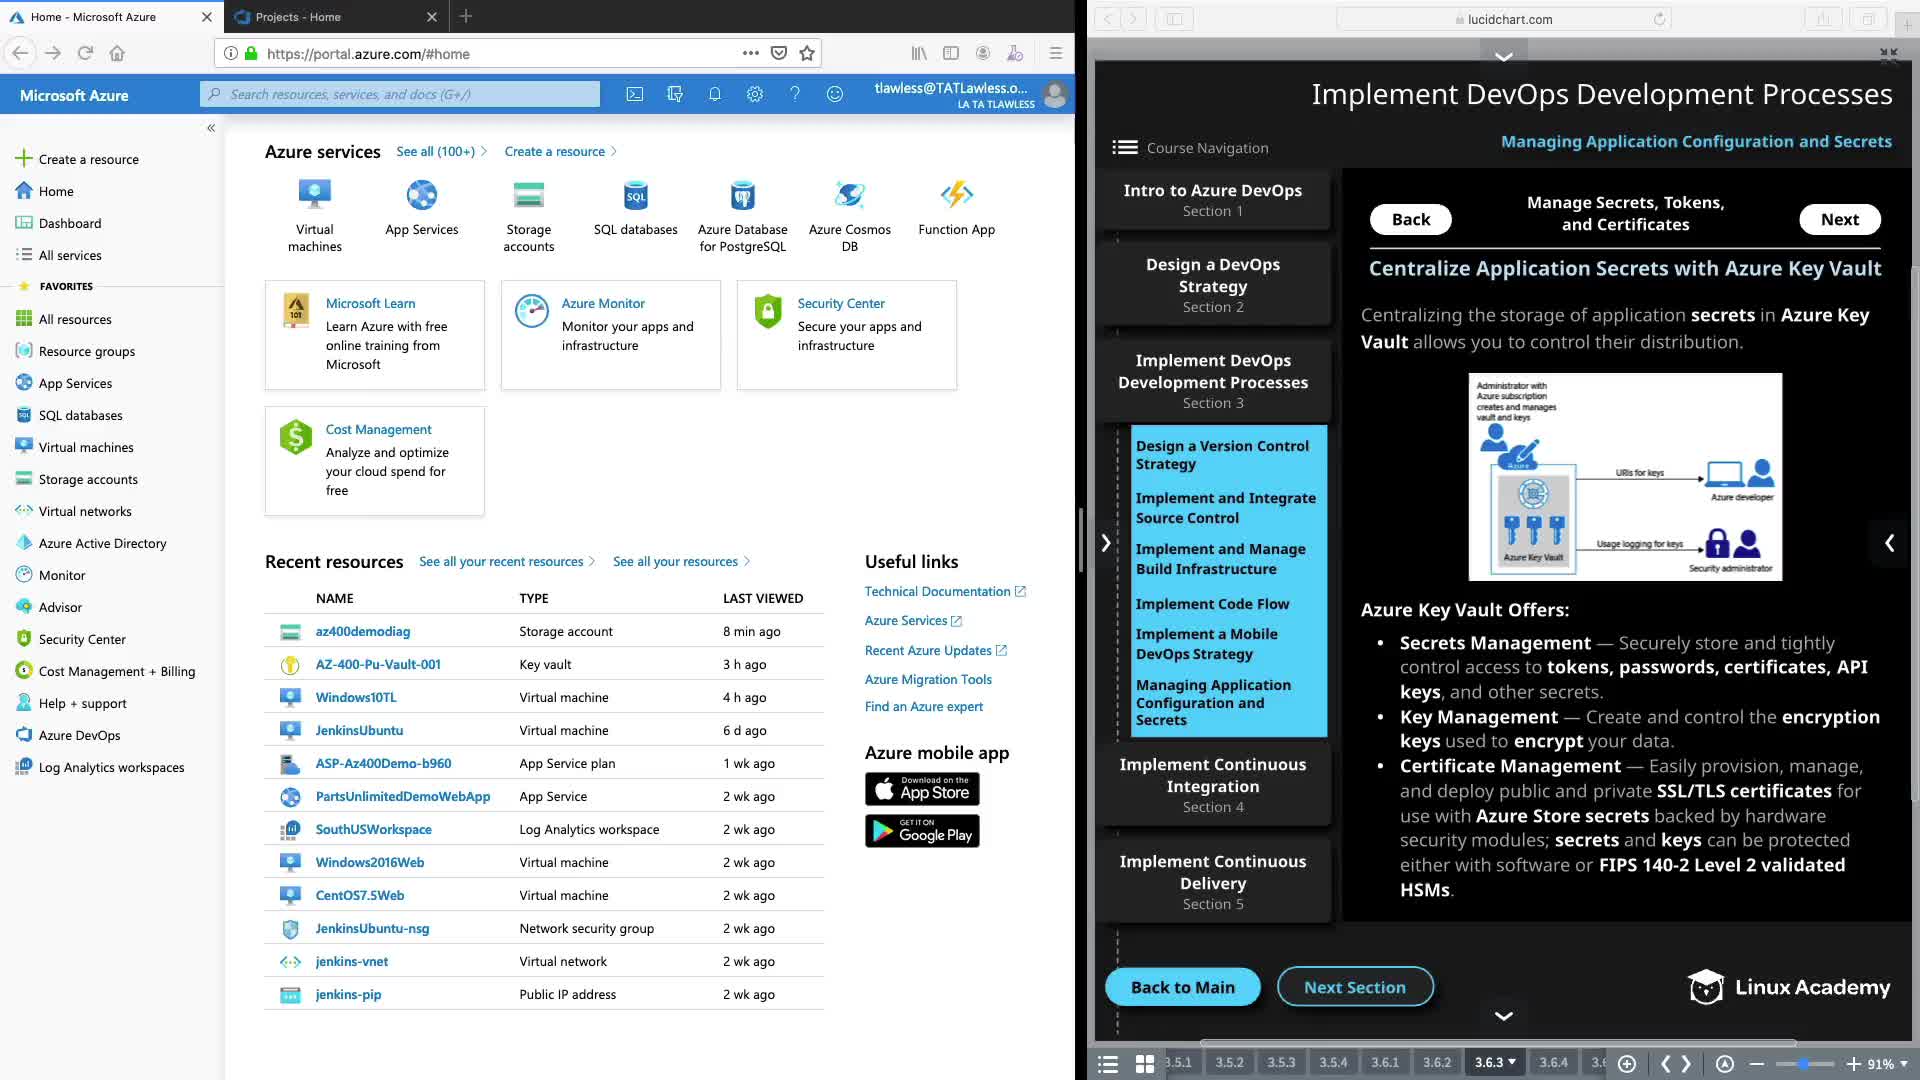 Home - Microsoft Azure
Projects - Home
https://portal.azure.com/#home
Microsoft Azure
Search resources, services, and docs (G+/)
tlawless@TATLawless.o...
LA TA TLAWLESS
Create a resource
Home
Dashboard
All services
FAVORITES
All resources
Resource groups
App Services
SQL databases
Virtual machines
Storage accounts
Virtual networks
Azure Active Directory
Monitor
Advisor
Security Center
Cost Management + Billing
Help + support
Azure DevOps
Log Analytics workspaces
Azure services
See all (100+)
Create a resource
Virtual machines
App Services
Storage accounts
SQL databases
Azure Database for PostgreSQL
Azure Cosmos DB
Function App
Microsoft Learn
Learn Azure with free
online training from
Microsoft
Azure Monitor
Monitor your apps and
infrastructure
Security Center
Secure your apps and
infrastructure
Cost Management
Analyze and optimize
your cloud spend for
free
Recent resources
See all your recent resources
See all your resources
NAME TYPE LAST VIEWED
az400demodiag Storage account 8 min ago
AZ-400-Pu-Vault-001 Key vault 3 h ago
Windows10TL Virtual machine 4 h ago
JenkinsUbuntu Virtual machine 6 d ago
ASP-Az400Demo-b960 App Service plan 1 wk ago
PartsUnlimitedDemoWebApp App Service 2 wk ago
SouthUSWorkspace Log Analytics workspace 2 wk ago
Windows2016Web Virtual machine 2 wk ago
CentOS7.5Web Virtual machine 2 wk ago
JenkinsUbuntu-nsg Network security group 2 wk ago
jenkins-vnet Virtual network 2 wk ago
jenkins-pip Public IP address 2 wk ago
Useful links
Technical Documentation
Azure Services
Recent Azure Updates
Azure Migration Tools
Find an Azure expert
Azure mobile app
Download on the
App Store
GET IT ON
Google Play
lucidchart.com
Implement DevOps Development Processes
Course Navigation
Managing Application Configuration and Secrets
Intro to Azure DevOps
Section 1
Design a DevOps
Strategy
Section 2
Implement DevOps
Development Processes
Section 3
Design a Version Control
Strategy
Implement and Integrate
Source Control
Implement and Manage
Build Infrastructure
Implement Code Flow
Implement a Mobile
DevOps Strategy
Managing Application
Configuration and
Secrets
Implement Continuous
Integration
Section 4
Implement Continuous
Delivery
Section 5
Back
Manage Secrets, Tokens,
and Certificates
Next
Centralize Application Secrets with Azure Key Vault
Centralizing the storage of application secrets in Azure Key
Vault allows you to control their distribution.
Administrator with
Azure subscription
creates and manages
vault and keys
Azure
URIs for keys
Azure developer
Usage logging for keys
Azure Key Vault
Security administrator
Azure Key Vault Offers:
• Secrets Management — Securely store and tightly
control access to tokens, passwords, certificates, API
keys, and other secrets.
• Key Management — Create and control the encryption
keys used to encrypt your data.
• Certificate Management — Easily provision, manage,
and deploy public and private SSL/TLS certificates for
use with Azure Store secrets backed by hardware
security modules; secrets and keys can be protected
either with software or FIPS 140-2 Level 2 validated
HSMs.
Back to Main
Next Section
Linux Academy
3.5.1 3.5.2 3.5.3 3.5.4 3.6.1 3.6.2 3.6.3 3.6.4
91%